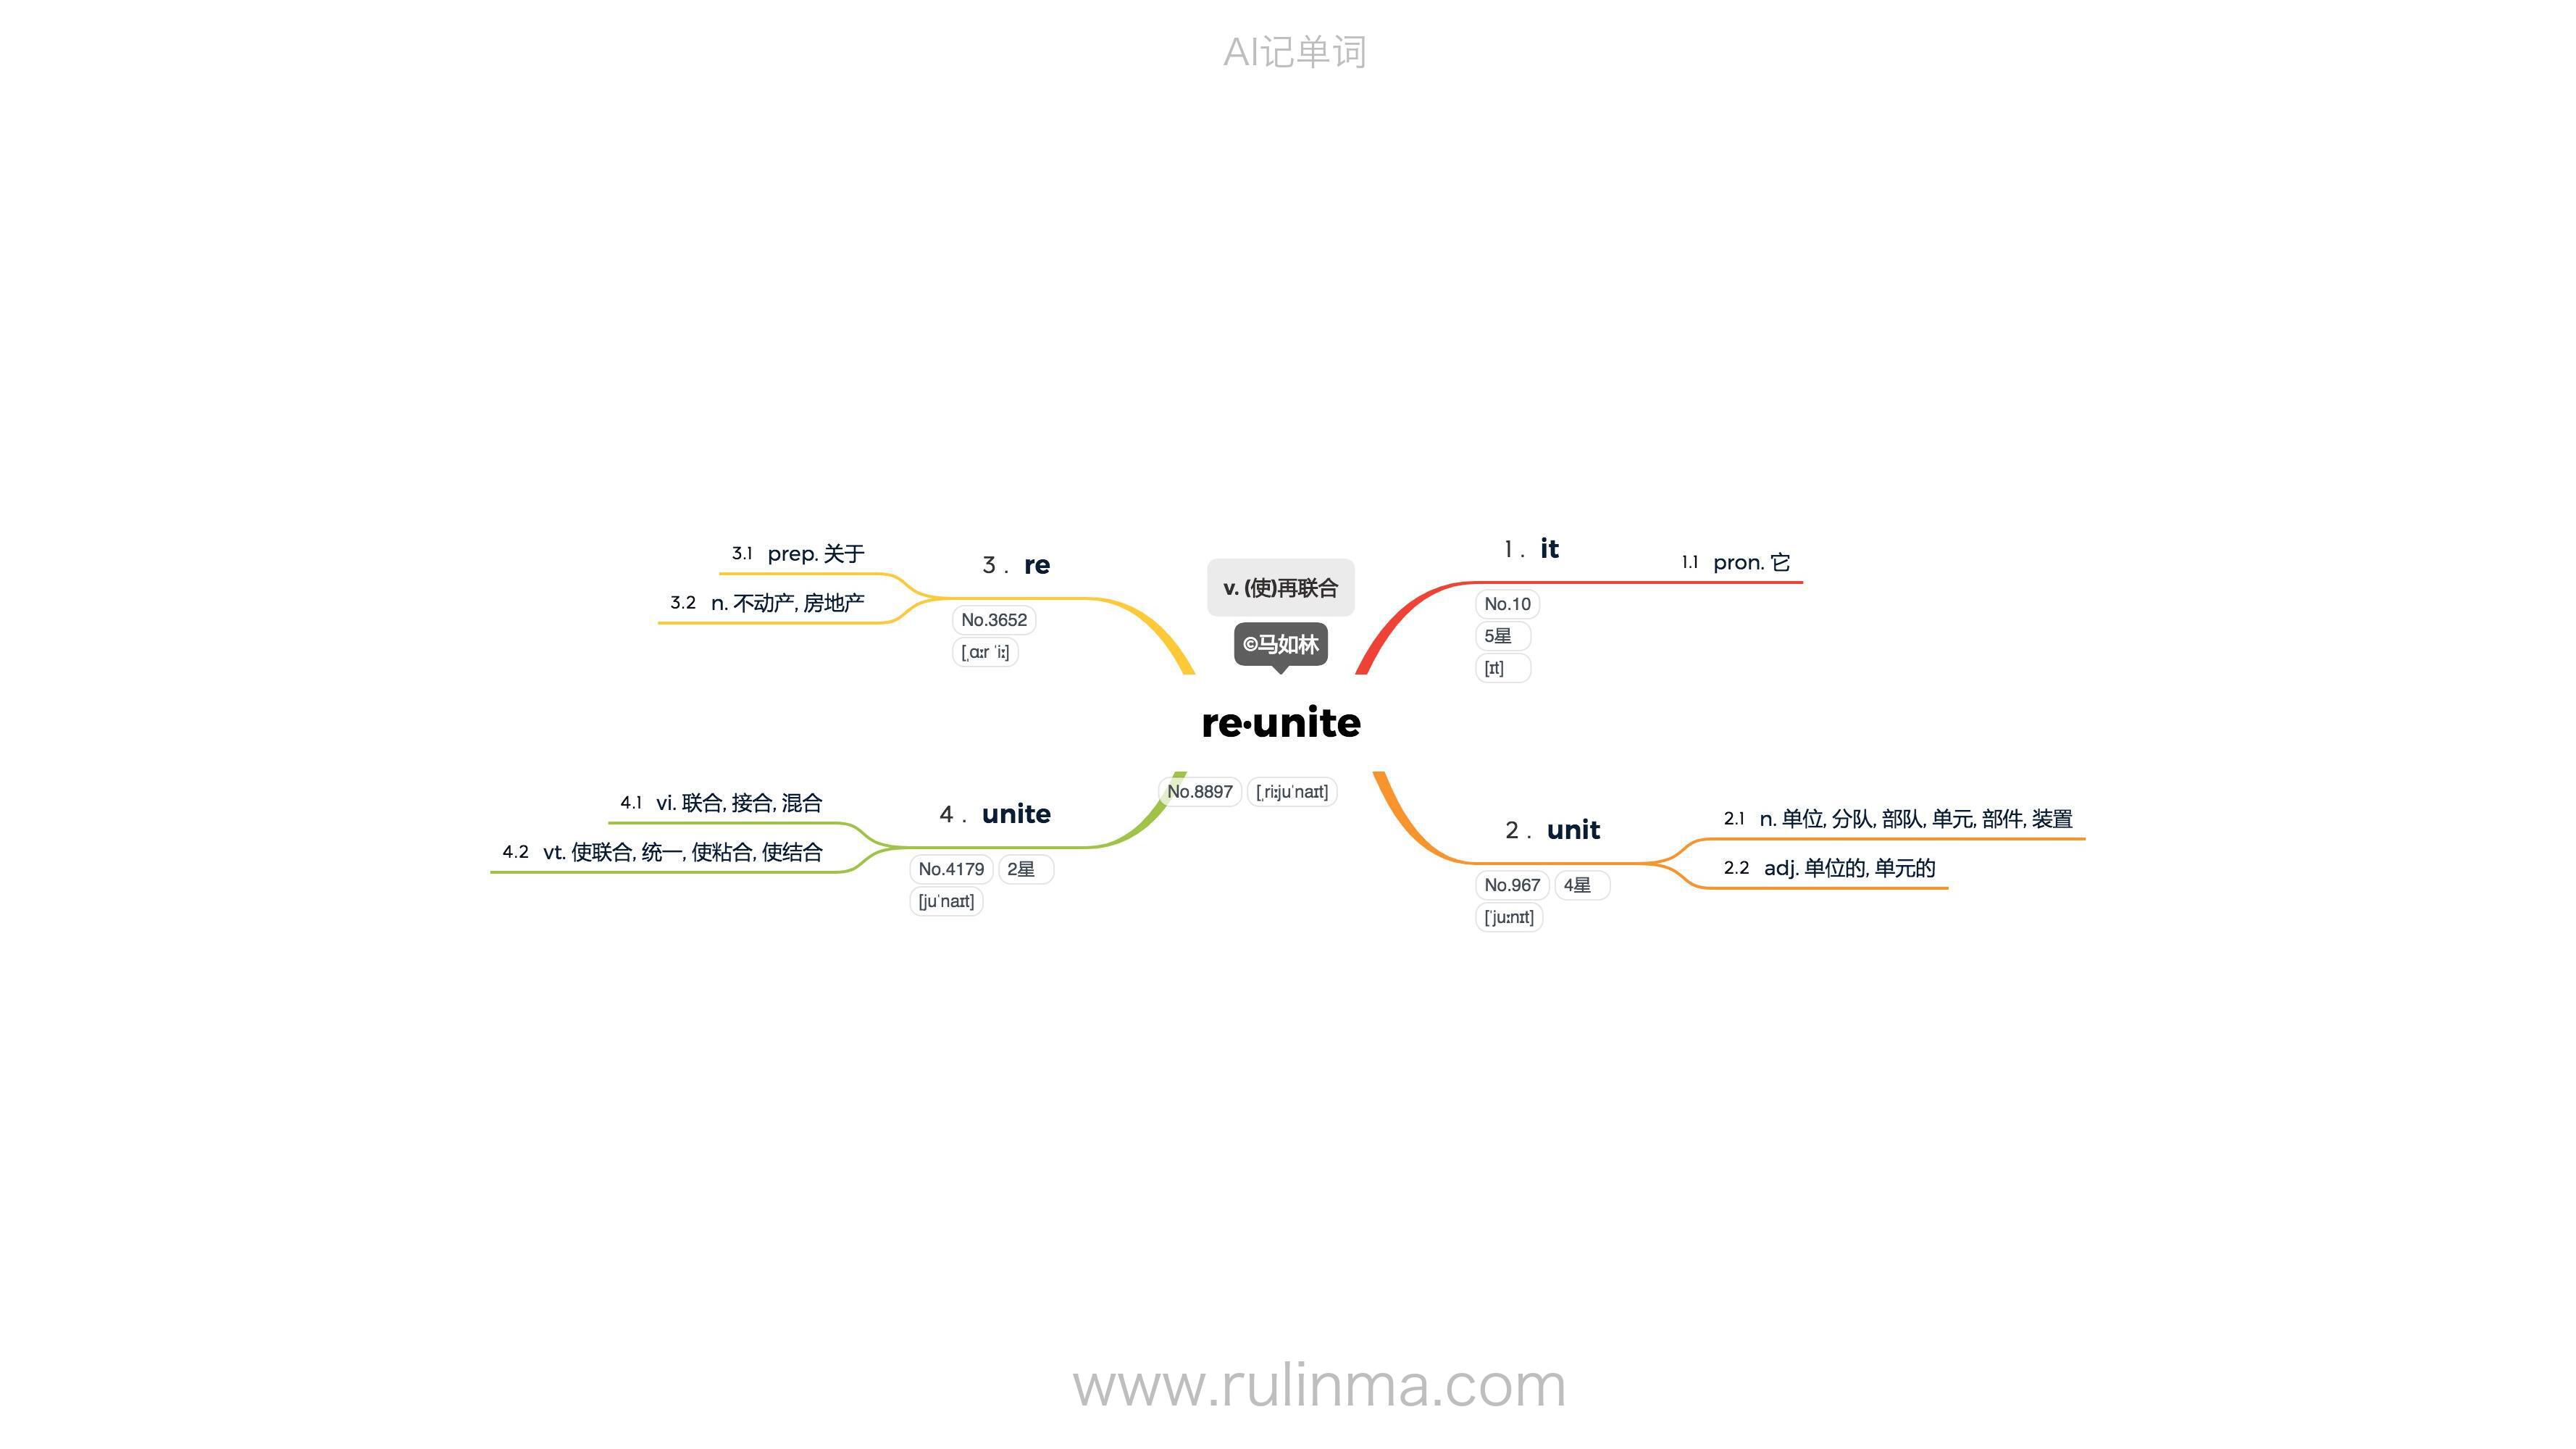 AI记单词
v. (使)再联合
©马如林
re·unite
No.8897 [ˌriːjuˈnaɪt]
1 . it
No.10
5星
[ɪt]
1.1 pron. 它
2 . unit
No.967 4星
[ˈjuːnɪt]
2.1 n. 单位, 分队, 部队, 单元, 部件, 装置
2.2 adj. 单位的, 单元的
3 . re
No.3652
[ˌɑːr ˈiː]
3.1 prep. 关于
3.2 n. 不动产, 房地产
4 . unite
No.4179 2星
[juˈnaɪt]
4.1 vi. 联合, 接合, 混合
4.2 vt. 使联合, 统一, 使粘合, 使结合
www.rulinma.com